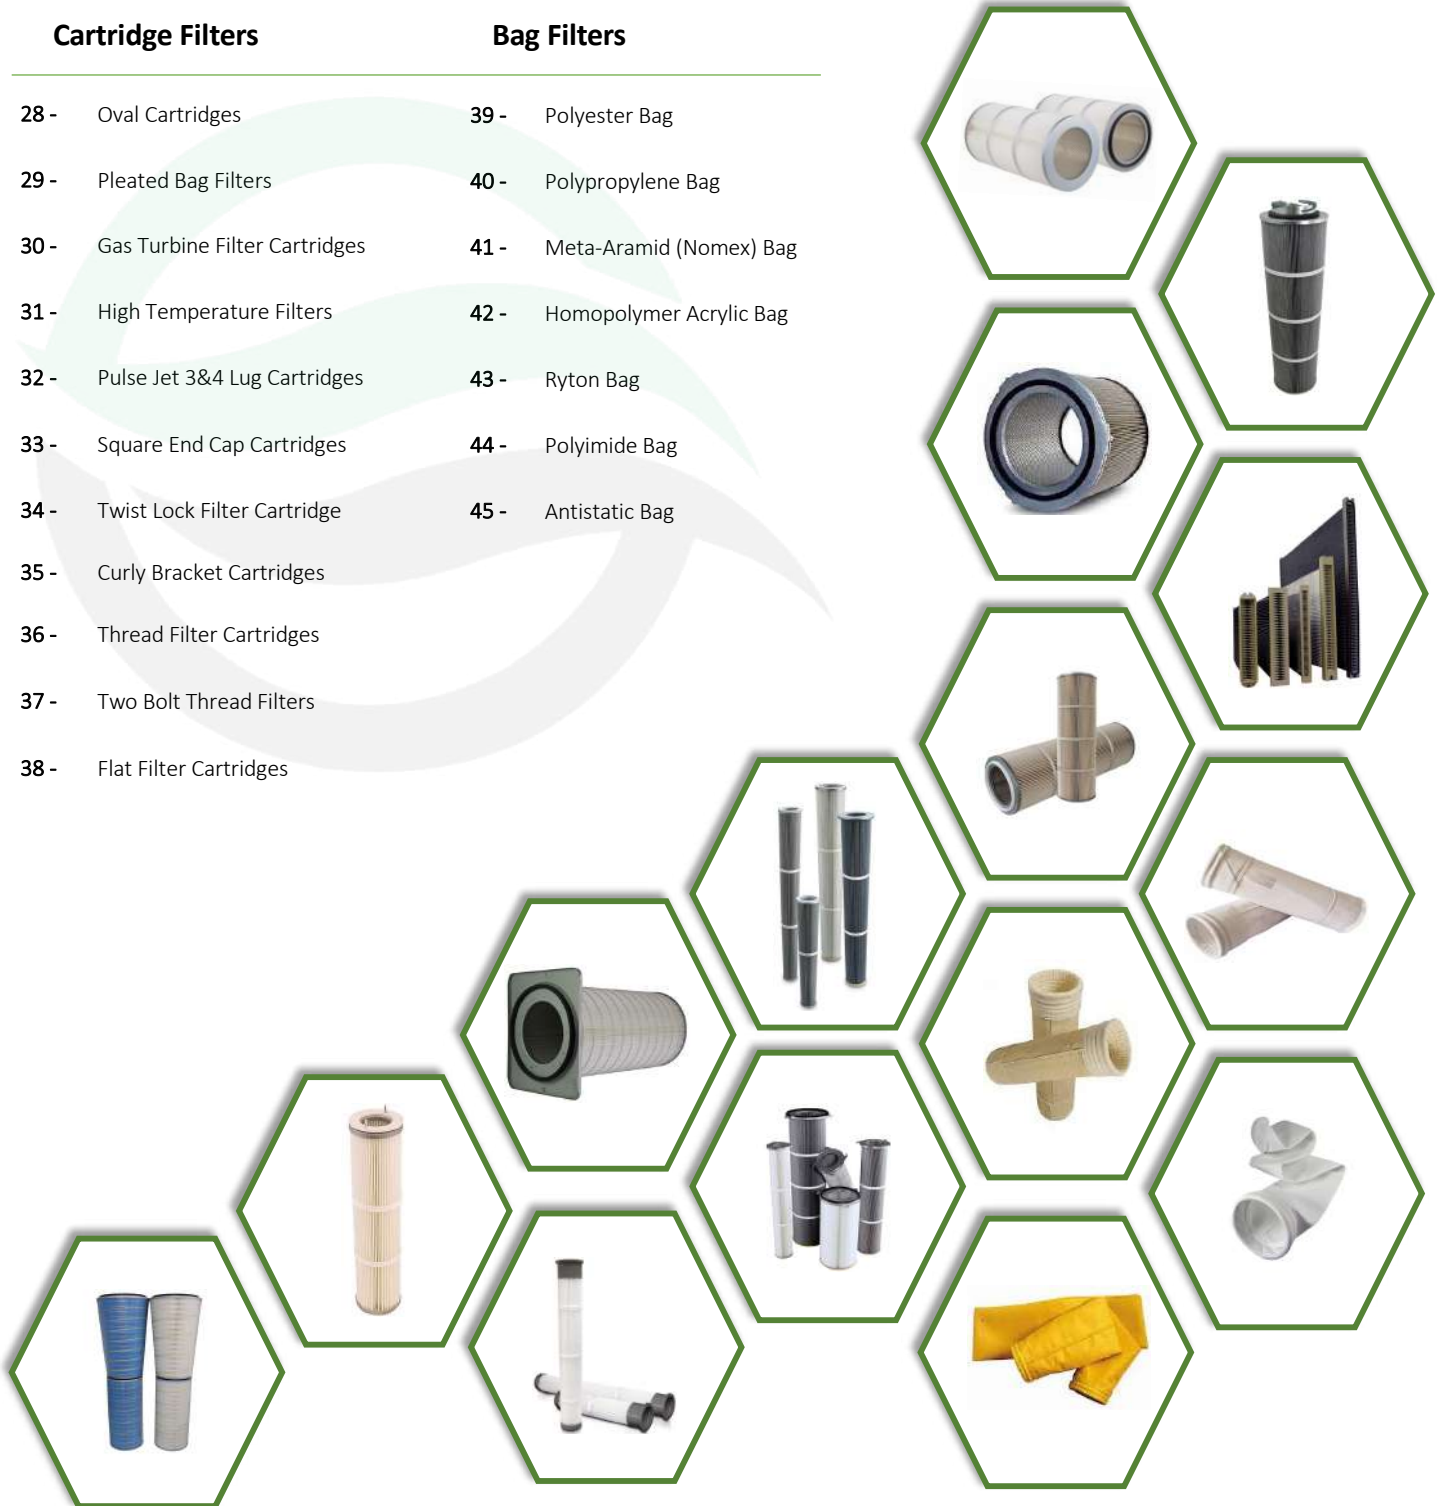 Cartridge Filters
28 - Oval Cartridges
29 - Pleated Bag Filters
30 - Gas Turbine Filter Cartridges
31 - High Temperature Filters
32 - Pulse Jet 3&4 Lug Cartridges
33 - Square End Cap Cartridges
34 - Twist Lock Filter Cartridge
35 - Curly Bracket Cartridges
36 - Thread Filter Cartridges
37 - Two Bolt Thread Filters
38 - Flat Filter Cartridges
Bag Filters
39 - Polyester Bag
40 - Polypropylene Bag
41 - Meta-Aramid (Nomex) Bag
42 - Homopolymer Acrylic Bag
43 - Ryton Bag
44 - Polyimide Bag
45 - Antistatic Bag